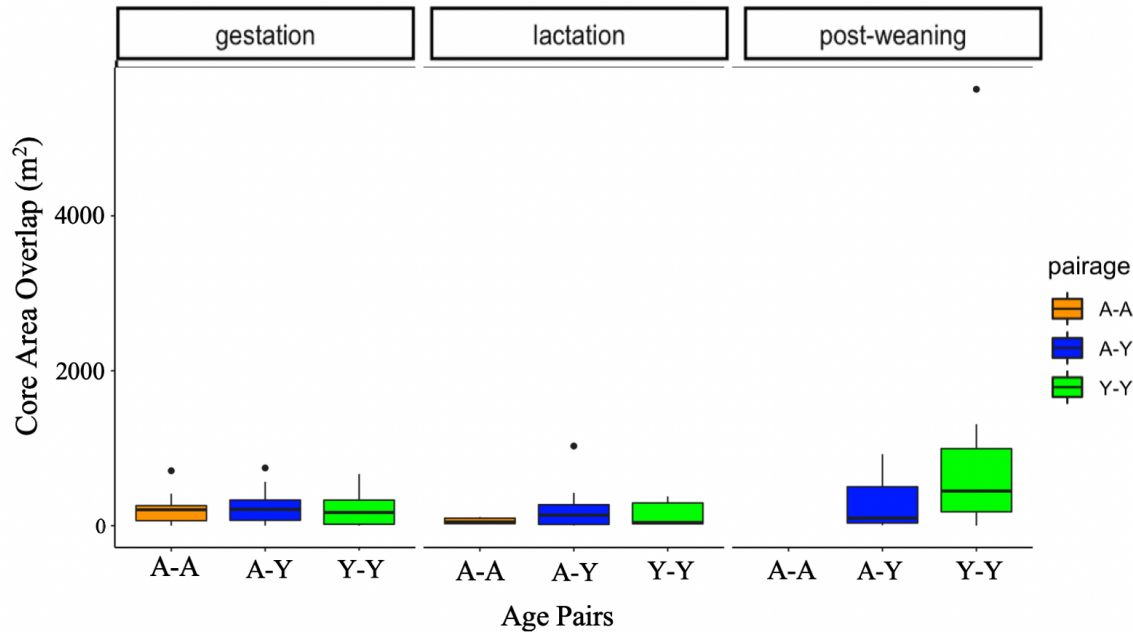 gestation lactation post-weaning
Core Area Overlap (m²)
4000
2000
0
A-A A-Y Y-Y A-A A-Y Y-Y A-A A-Y Y-Y
Age Pairs
pairage
A-A
A-Y
Y-Y